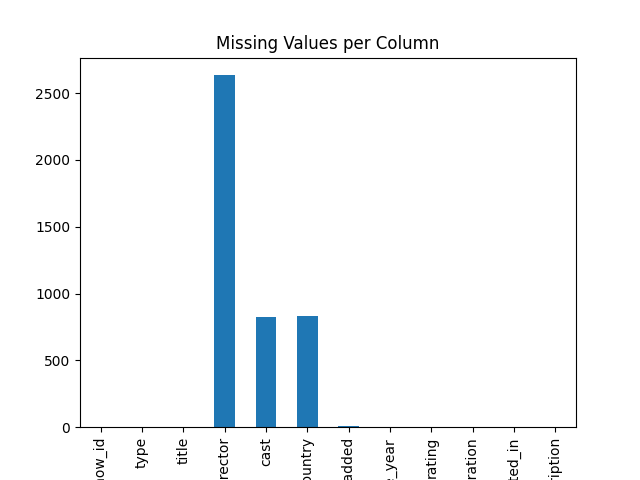 Missing Values per Column
2500
2000
1500
1000
500
0
ow_id
type
title
rector
cast
ountry
added
_year
rating
ration
ted_in
ription